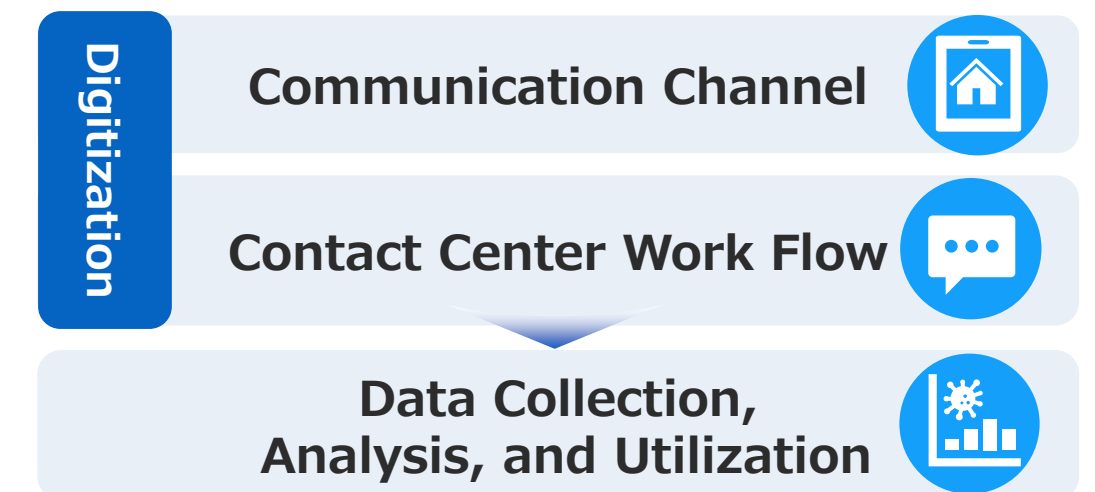 Digitization
Communication Channel
Contact Center Work Flow
Data Collection,
Analysis, and Utilization